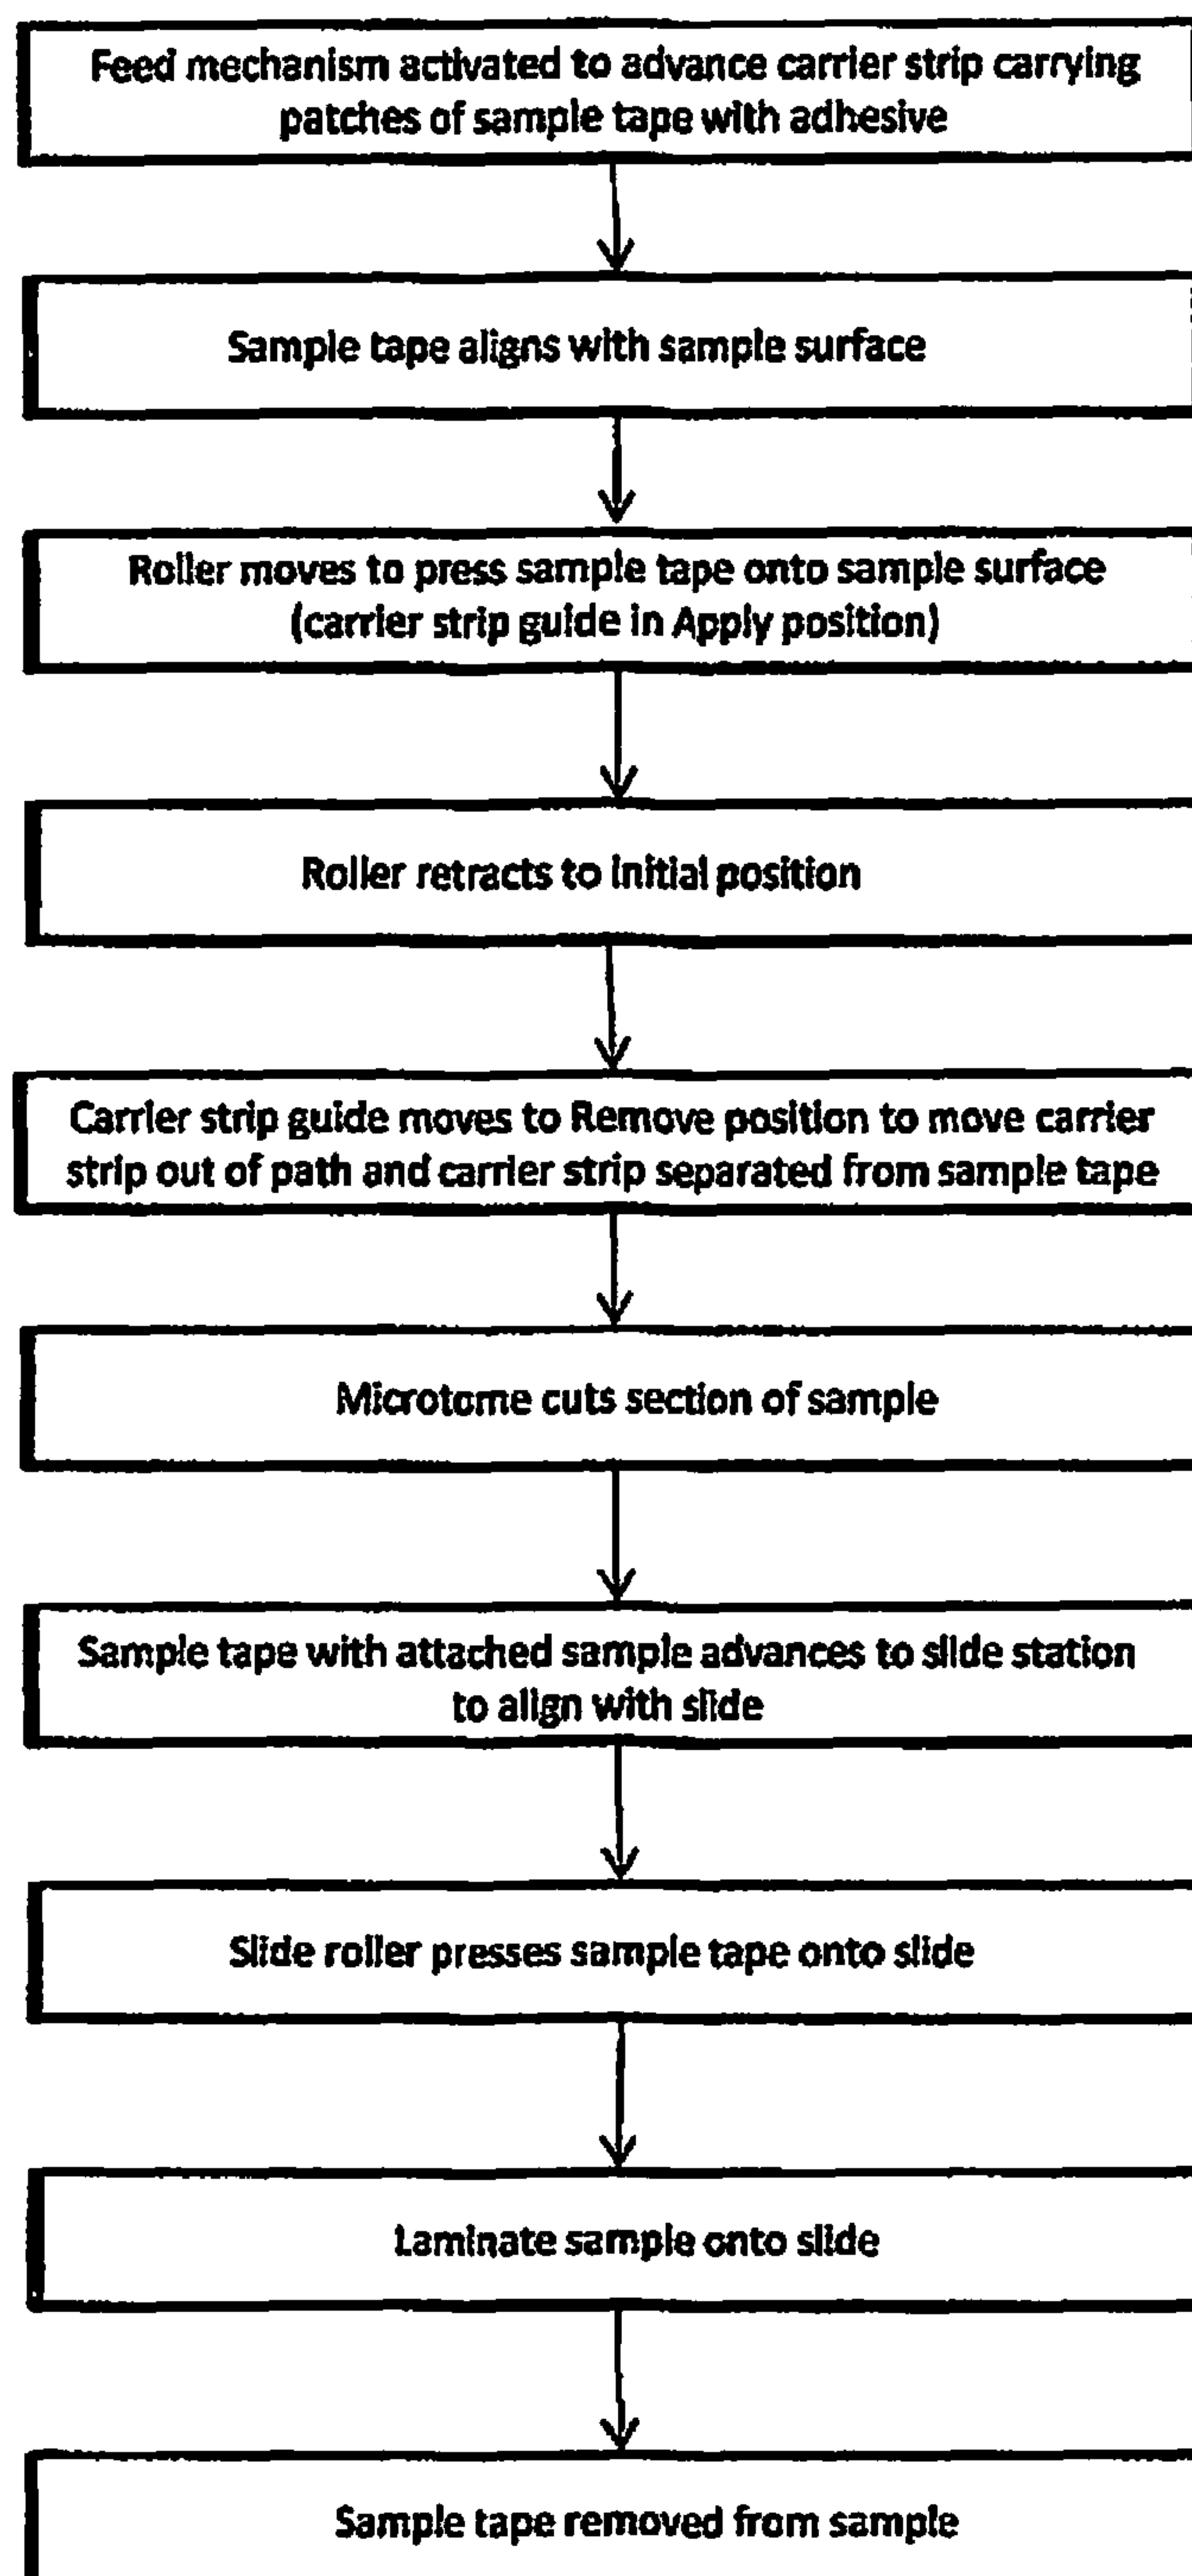 Feed mechanism activated to advance carrier strip carrying
patches of sample tape with adhesive
Sample tape aligns with sample surface
Roller moves to press sample tape onto sample surface
(carrier strip guide in Apply position)
Roller retracts to initial position
Carrier strip guide moves to Remove position to move carrier
strip out of path and carrier strip separated from sample tape
Microtome cuts section of sample
Sample tape with attached sample advances to slide station
to align with slide
Slide roller presses sample tape onto slide
Laminate sample onto slide
Sample tape removed from sample